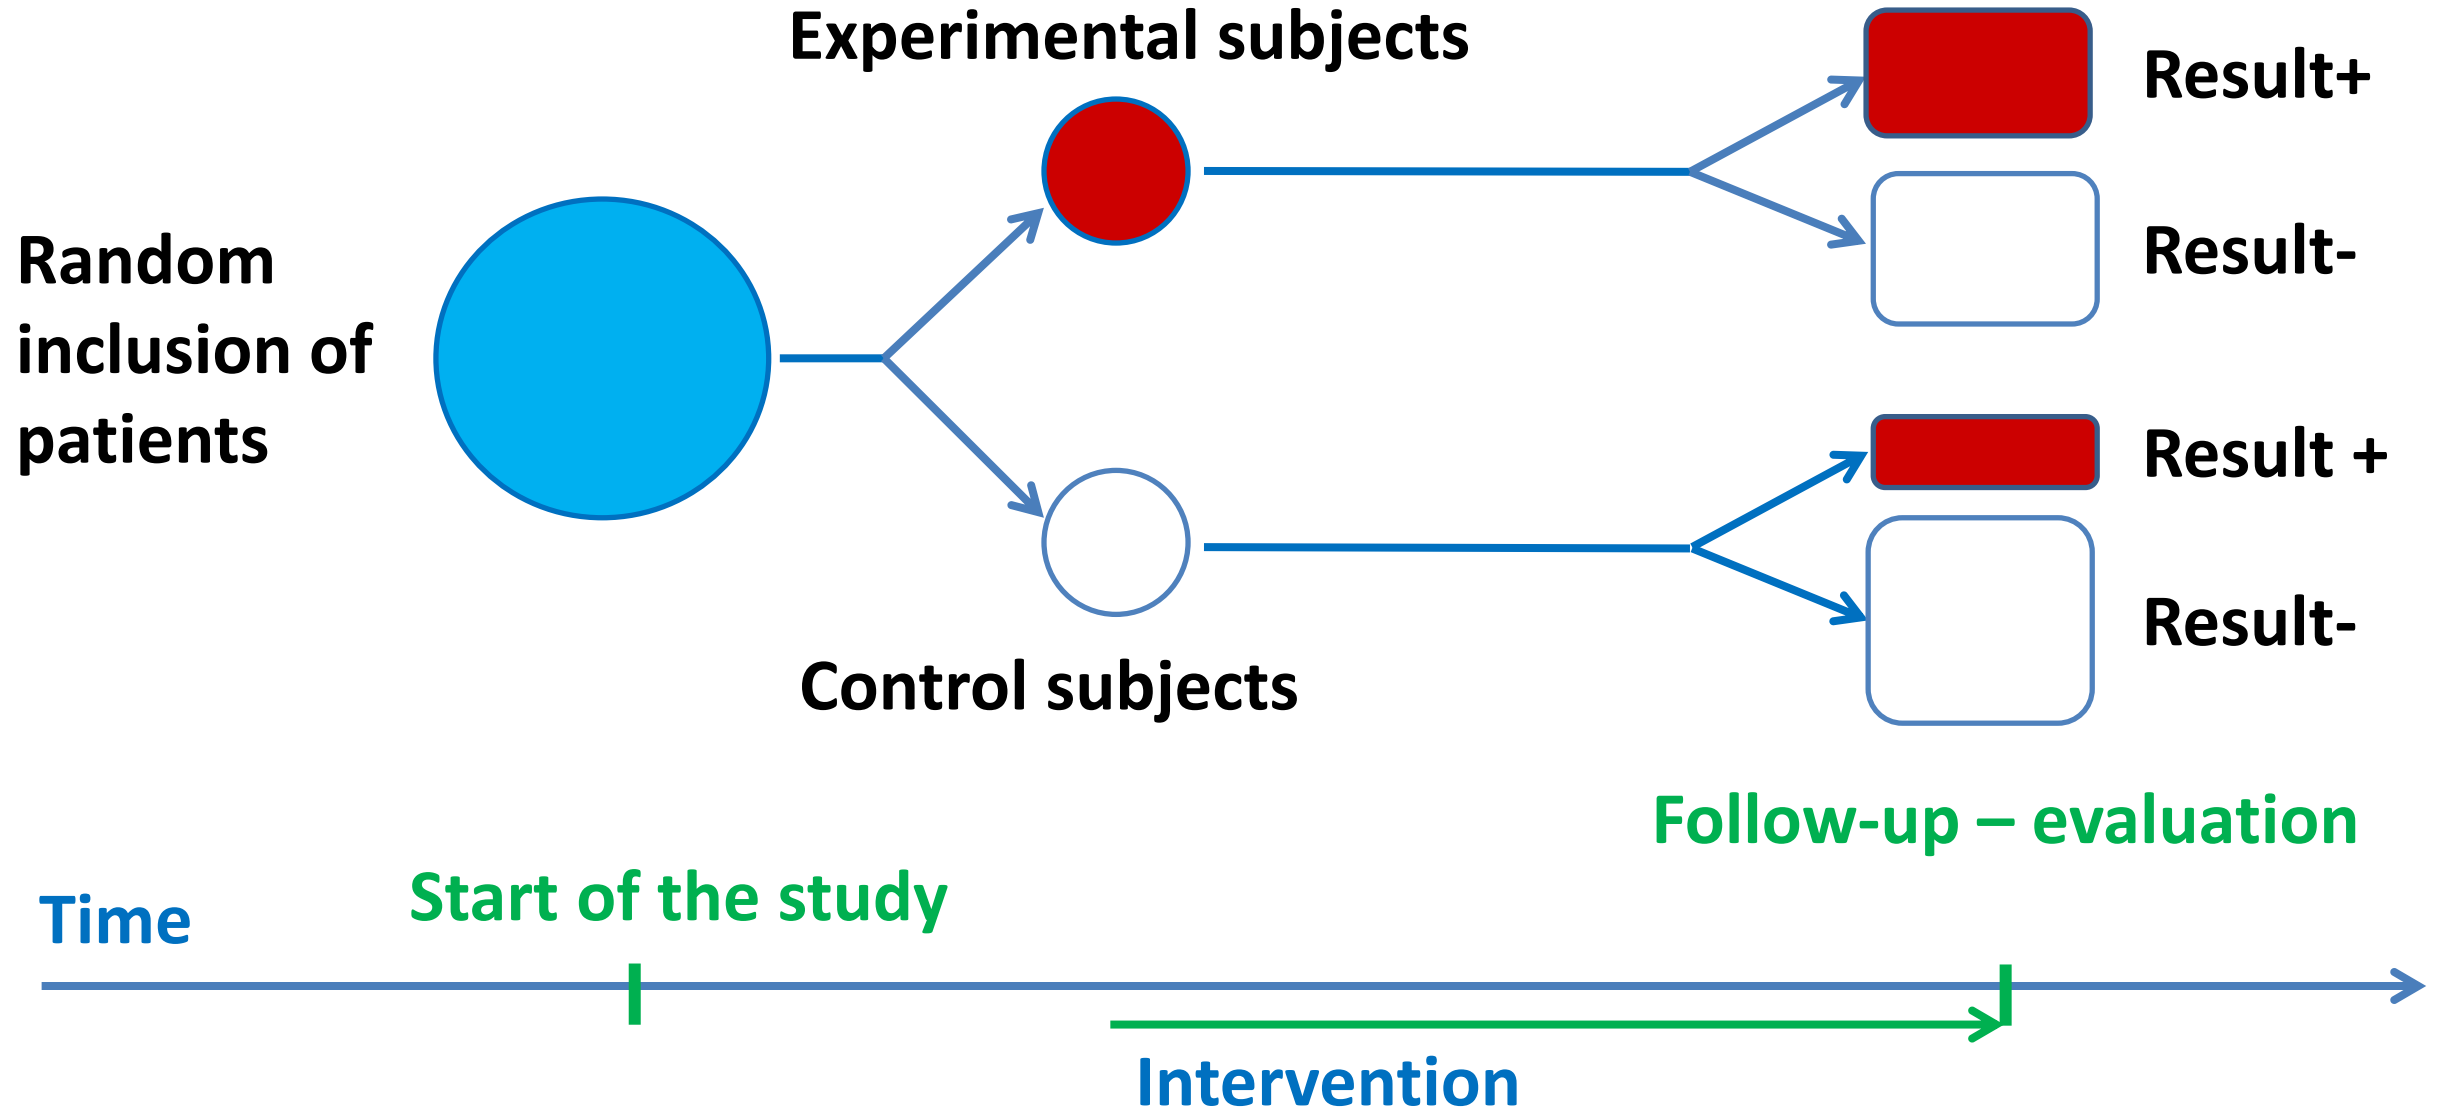 Experimental subjects
Result+
Result-
Random
inclusion of
patients
Result +
Result-
Control subjects
Follow-up – evaluation
Start of the study
Time
Intervention